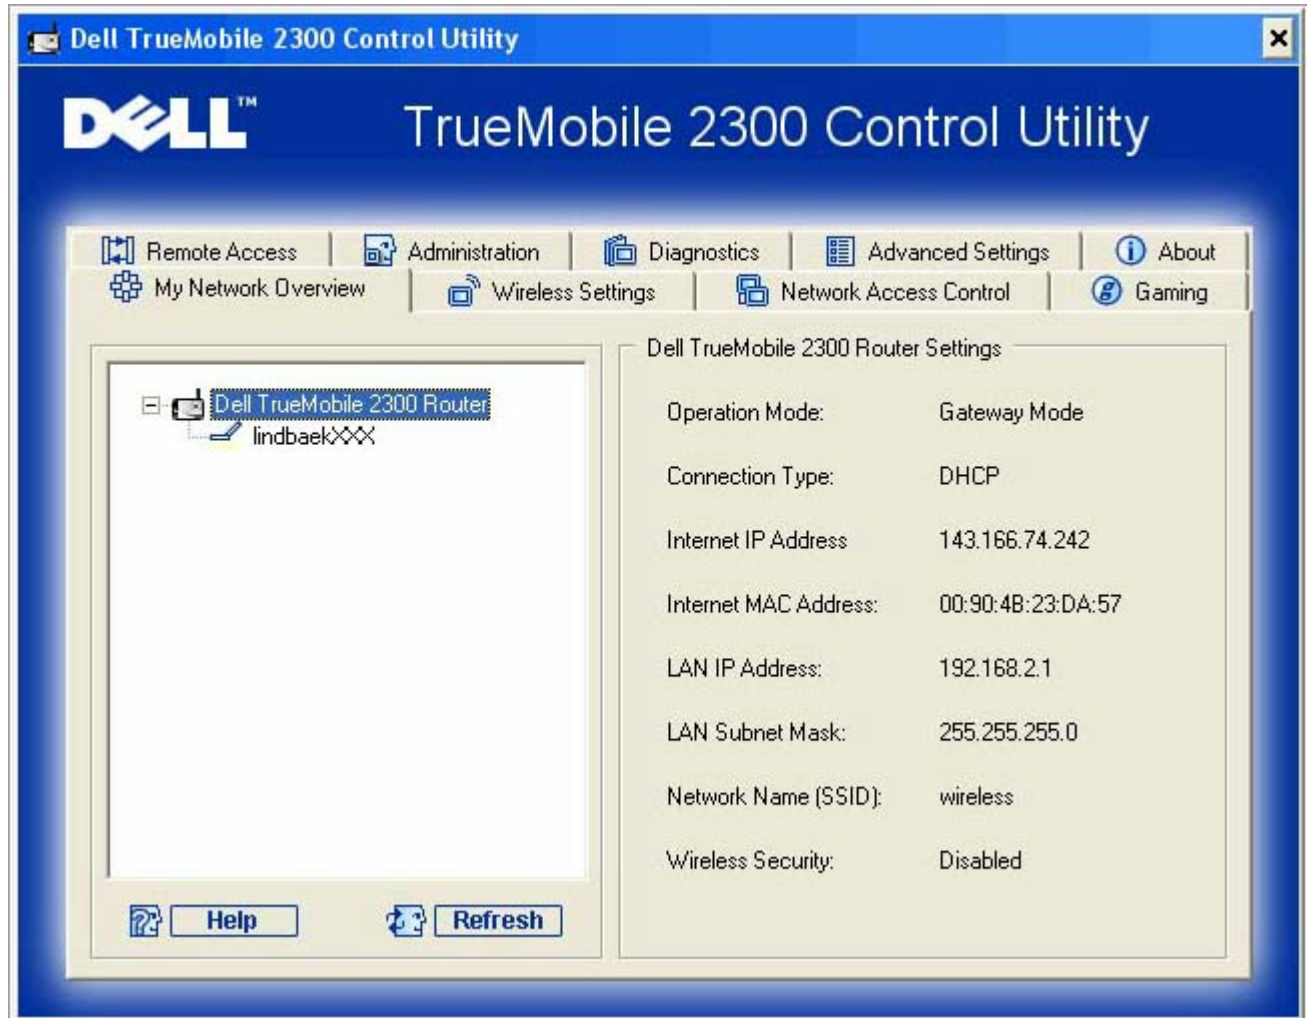 Dell TrueMobile 2300 Control Utility
DELL™ TrueMobile 2300 Control Utility
Remote Access Administration Diagnostics Advanced Settings About
My Network Overview Wireless Settings Network Access Control Gaming
Dell TrueMobile 2300 Router
lindbaekXXX
Help Refresh
Dell TrueMobile 2300 Router Settings
Operation Mode: Gateway Mode
Connection Type: DHCP
Internet IP Address 143.166.74.242
Internet MAC Address: 00:90:4B:23:DA:57
LAN IP Address: 192.168.2.1
LAN Subnet Mask: 255.255.255.0
Network Name (SSID): wireless
Wireless Security: Disabled